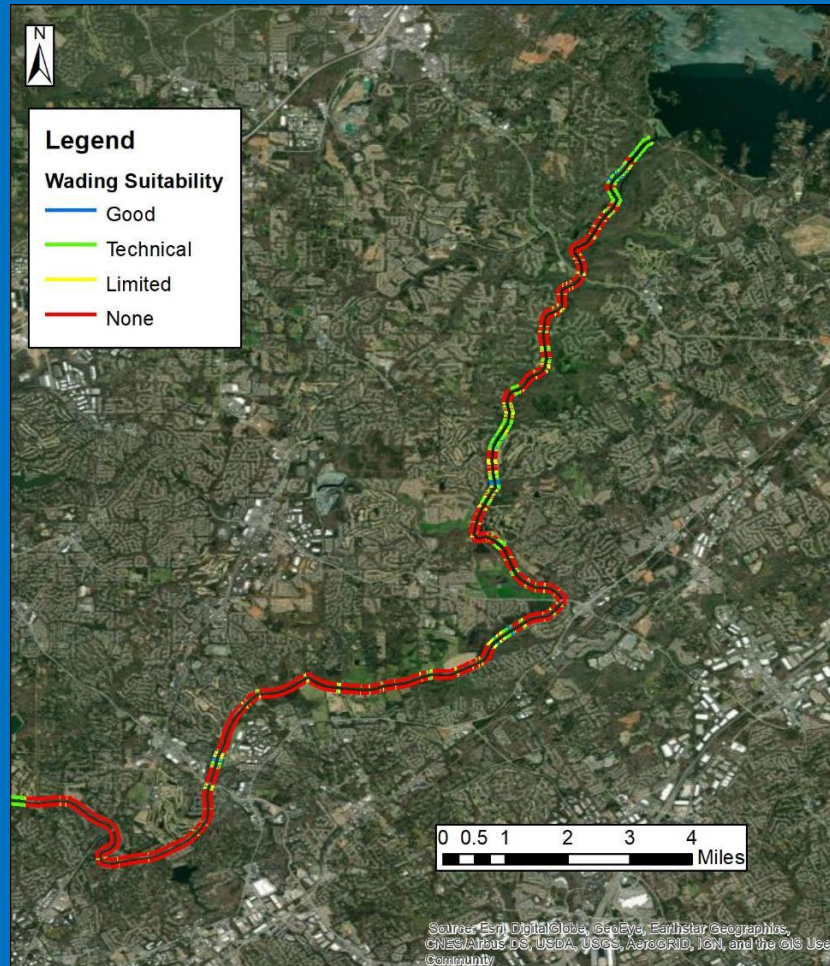 N
Legend
Wading Suitability
Good
Technical
Limited
None
0 0.5 1 2 3 4
Miles
Source: Esri, DigitalGlobe, GeoEye, Earthstar Geographics,
CNES/Airbus DS, USDA, USGS, AeroGRID, IGN, and the GIS User
Community